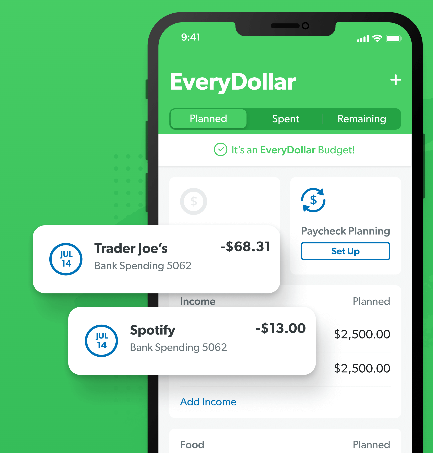 9:41
EveryDollar
+
Planned Spent Remaining
It's an EveryDollar Budget!
$
$
Paycheck Planning
Set Up
JUL
14
Trader Joe's
-$68.31
Bank Spending 5062
Income Planned
JUL
14
Spotify
-$13.00
Bank Spending 5062
$2,500.00
$2,500.00
Add Income
Food Planned